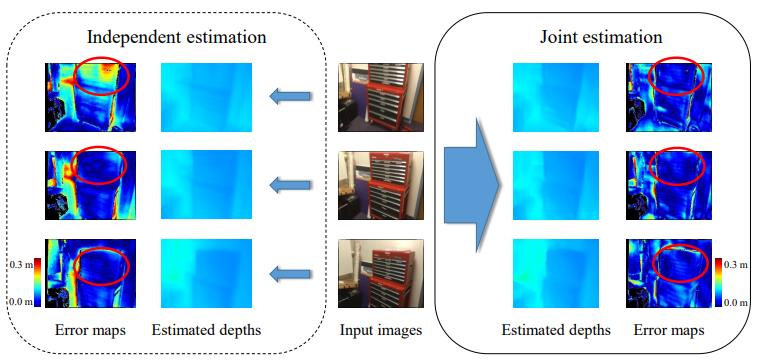 Independent estimation
Joint estimation
0.3 m
0.0 m
0.3 m
0.0 m
Error maps
Estimated depths
Input images
Estimated depths
Error maps